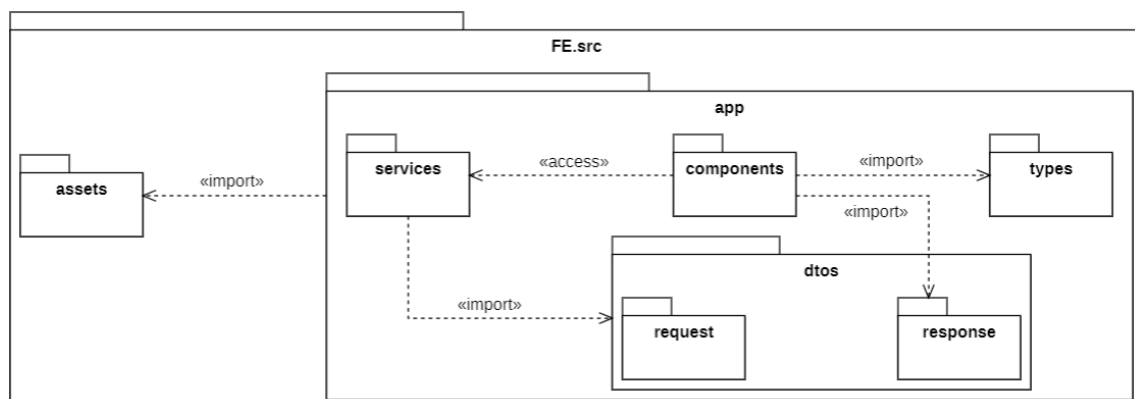 FE.src
app
services
«access»
components
«import»
types
assets
«import»
«import»
dtos
«import»
request
response